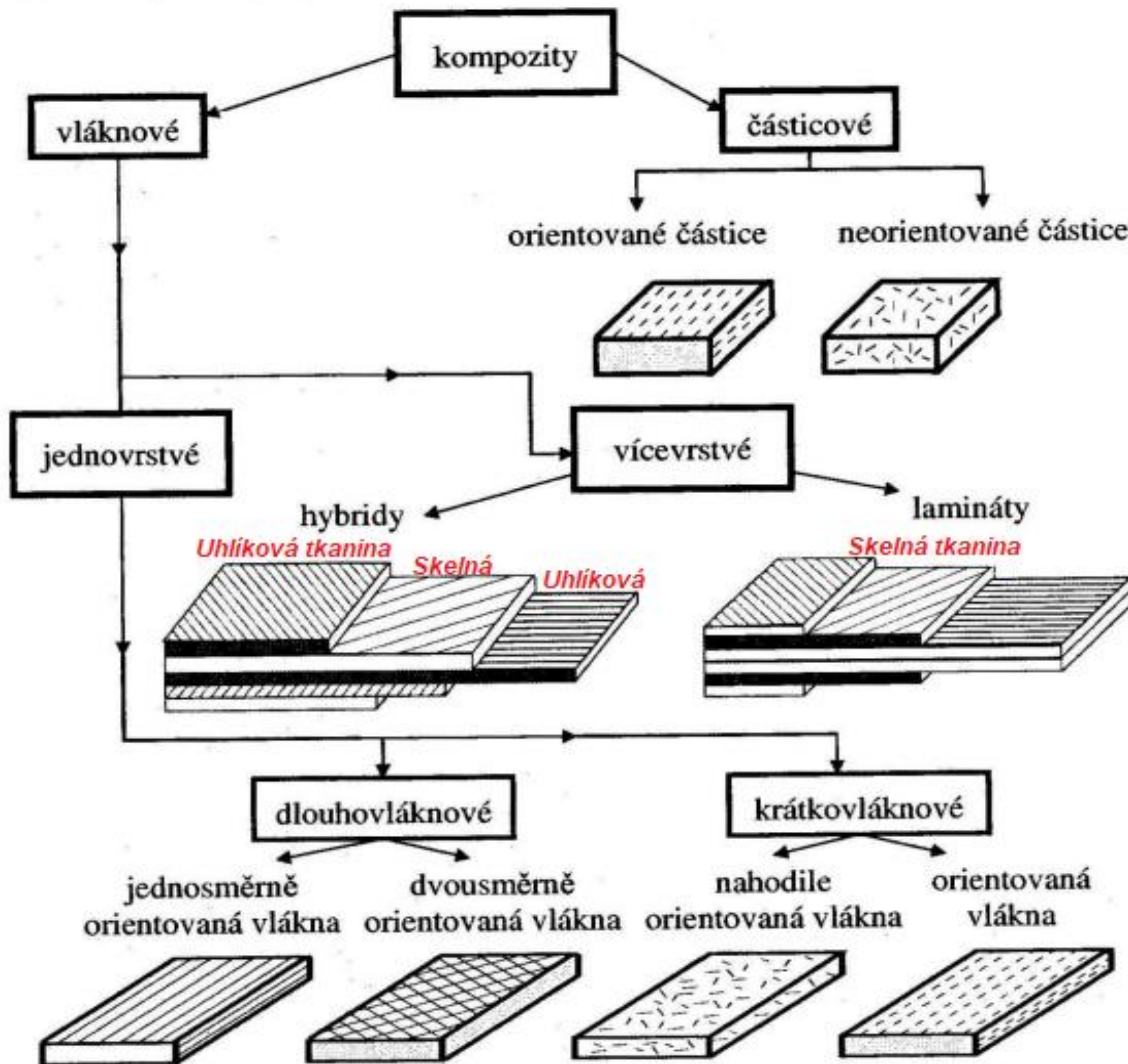 kompozity
vláknové
částicové
orientované částice
neorientované částice
jednovrstvé
vícevrstvé
hybridy
lamináty
Uhlíková tkanina
Skelná
Uhlíková
Skelná tkanina
dlouhovláknové
krátkovláknové
jednosměrně
orientovaná vlákna
dvousměrně
orientovaná vlákna
nahodile
orientovaná vlákna
orientovaná
vlákna